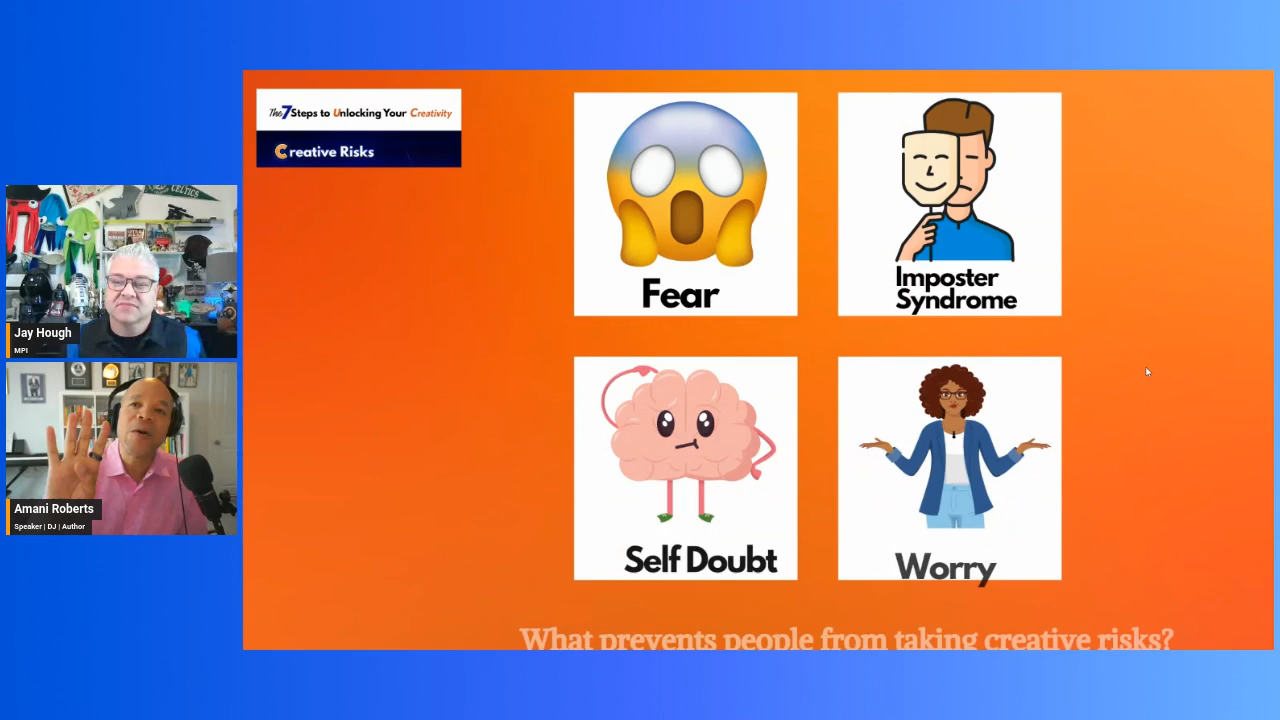 The 7 Steps to Unlocking Your Creativity
Creative Risks
Fear
Imposter
Syndrome
Self Doubt
Worry
What prevents people from taking creative risks?
CELTICS
Jay Hough
MPI
Amani Roberts
Speaker | DJ | Author